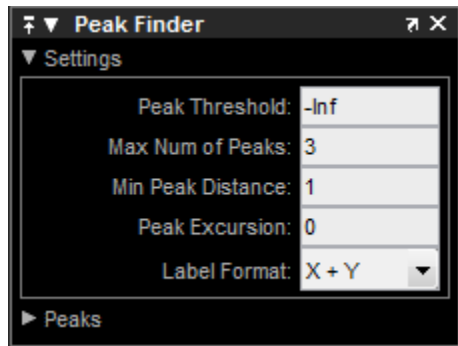 Peak Finder
Settings
Peak Threshold: -Inf
Max Num of Peaks: 3
Min Peak Distance: 1
Peak Excursion: 0
Label Format: X + Y
Peaks